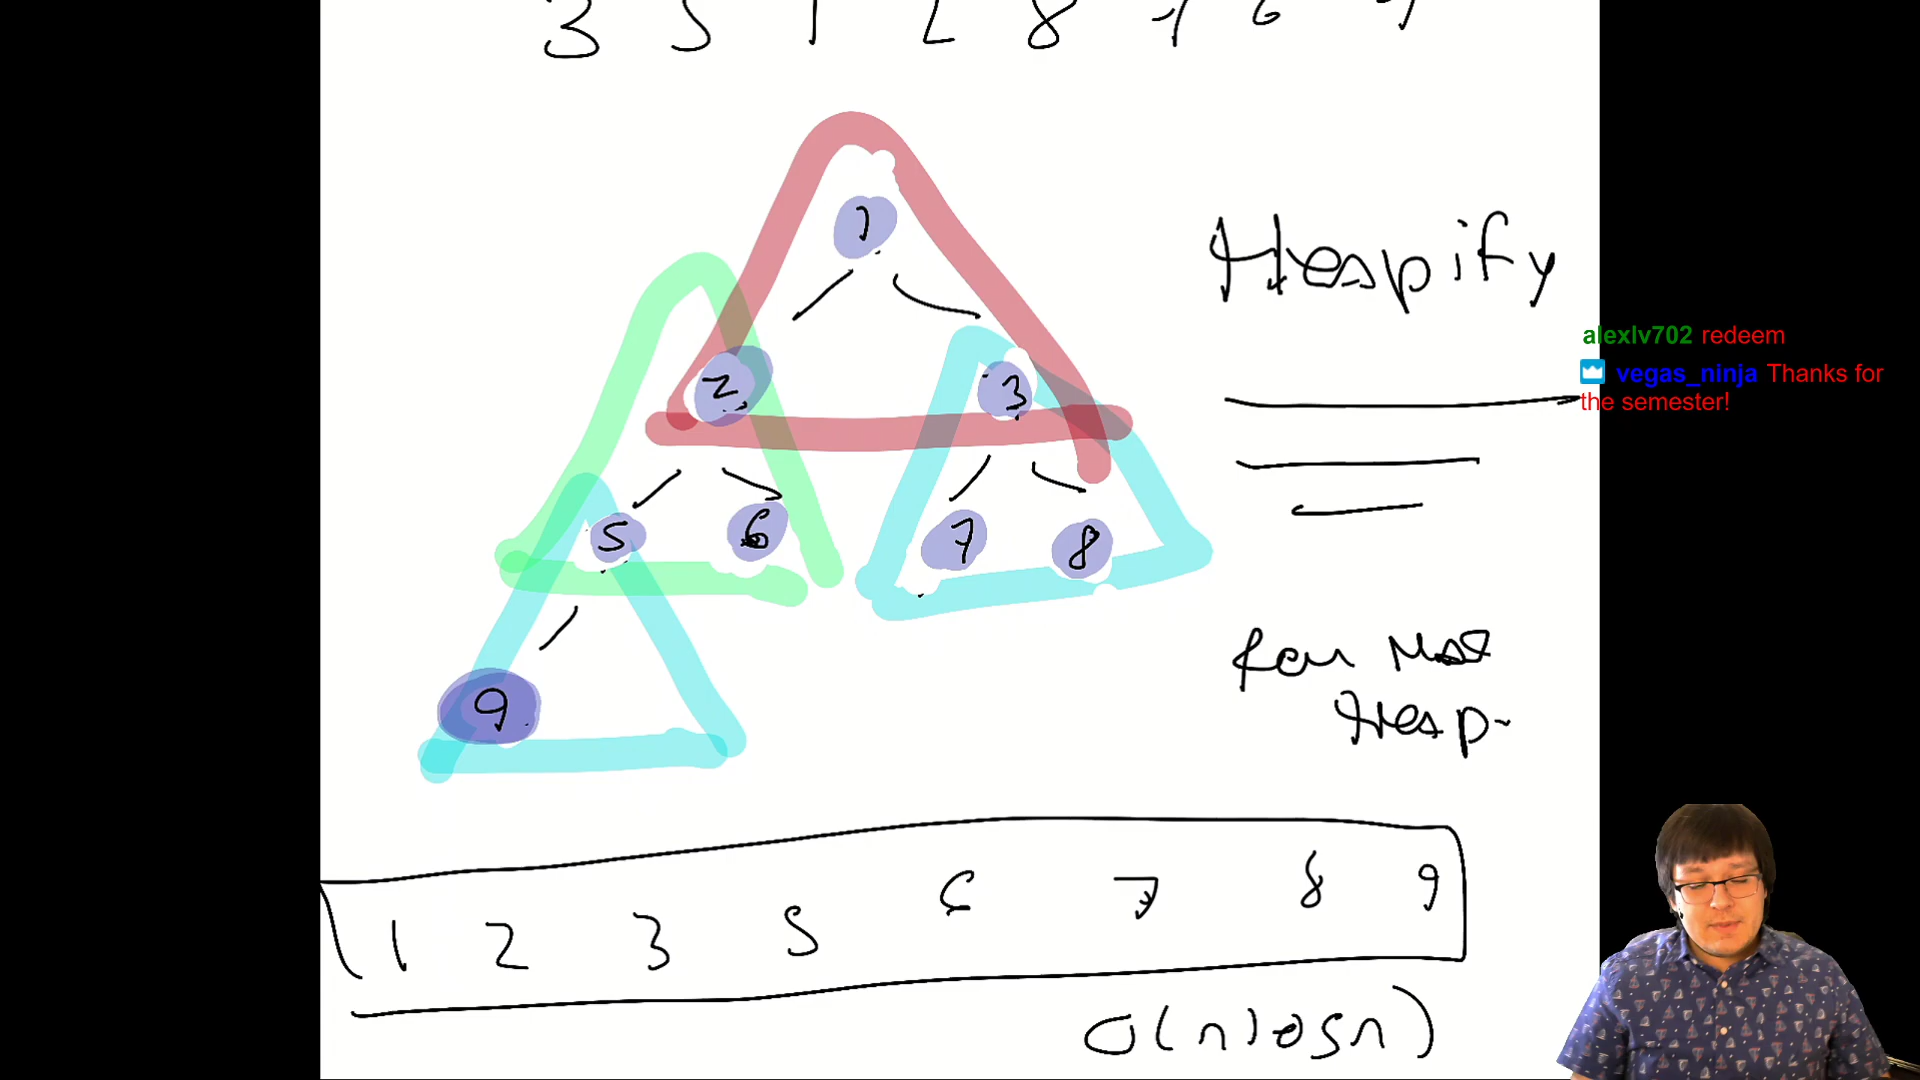 3 5 1 2 8 7 6 9
1
Heapify
alexlv702 redeem
vegas_ninja Thanks for
the semester!
2 3
5 6 7 8
For Max
Heap
9
1 2 3 5 6 7 8 9
O(nlogn)